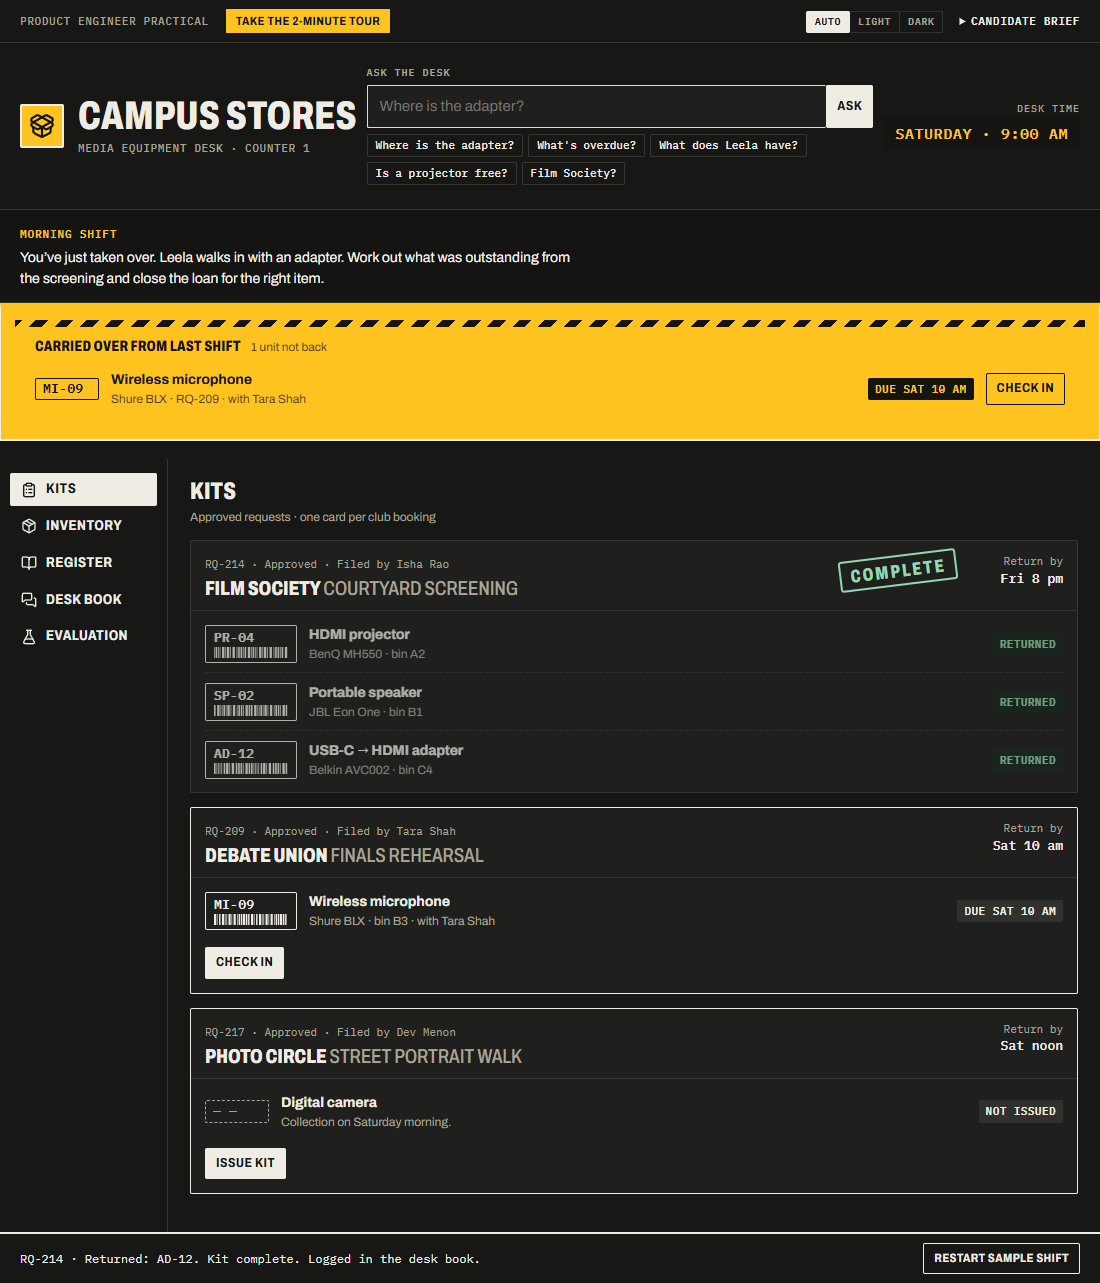 PRODUCT ENGINEER PRACTICAL
TAKE THE 2-MINUTE TOUR
AUTO LIGHT DARK
CANDIDATE BRIEF
CAMPUS STORES
MEDIA EQUIPMENT DESK · COUNTER 1
ASK THE DESK
Where is the adapter?
ASK
Where is the adapter? What's overdue? What does Leela have?
Is a projector free? Film Society?
DESK TIME
SATURDAY · 9:00 AM
MORNING SHIFT
You’ve just taken over. Leela walks in with an adapter. Work out what was outstanding from
the screening and close the loan for the right item.
CARRIED OVER FROM LAST SHIFT 1 unit not back
MI-09
Wireless microphone
Shure BLX · RQ-209 · with Tara Shah
DUE SAT 10 AM
CHECK IN
KITS
INVENTORY
REGISTER
DESK BOOK
EVALUATION
KITS
Approved requests · one card per club booking
RQ-214 · Approved · Filed by Isha Rao
FILM SOCIETY COURTYARD SCREENING
COMPLETE
Return by
Fri 8 pm
PR-04
HDMI projector
BenQ MH550 · bin A2
RETURNED
SP-02
Portable speaker
JBL Eon One · bin B1
RETURNED
AD-12
USB-C → HDMI adapter
Belkin AVC002 · bin C4
RETURNED
RQ-209 · Approved · Filed by Tara Shah
DEBATE UNION FINALS REHEARSAL
Return by
Sat 10 am
MI-09
Wireless microphone
Shure BLX · bin B3 · with Tara Shah
DUE SAT 10 AM
CHECK IN
RQ-217 · Approved · Filed by Dev Menon
PHOTO CIRCLE STREET PORTRAIT WALK
Return by
Sat noon
— —
Digital camera
Collection on Saturday morning.
NOT ISSUED
ISSUE KIT
RQ-214 · Returned: AD-12. Kit complete. Logged in the desk book.
RESTART SAMPLE SHIFT